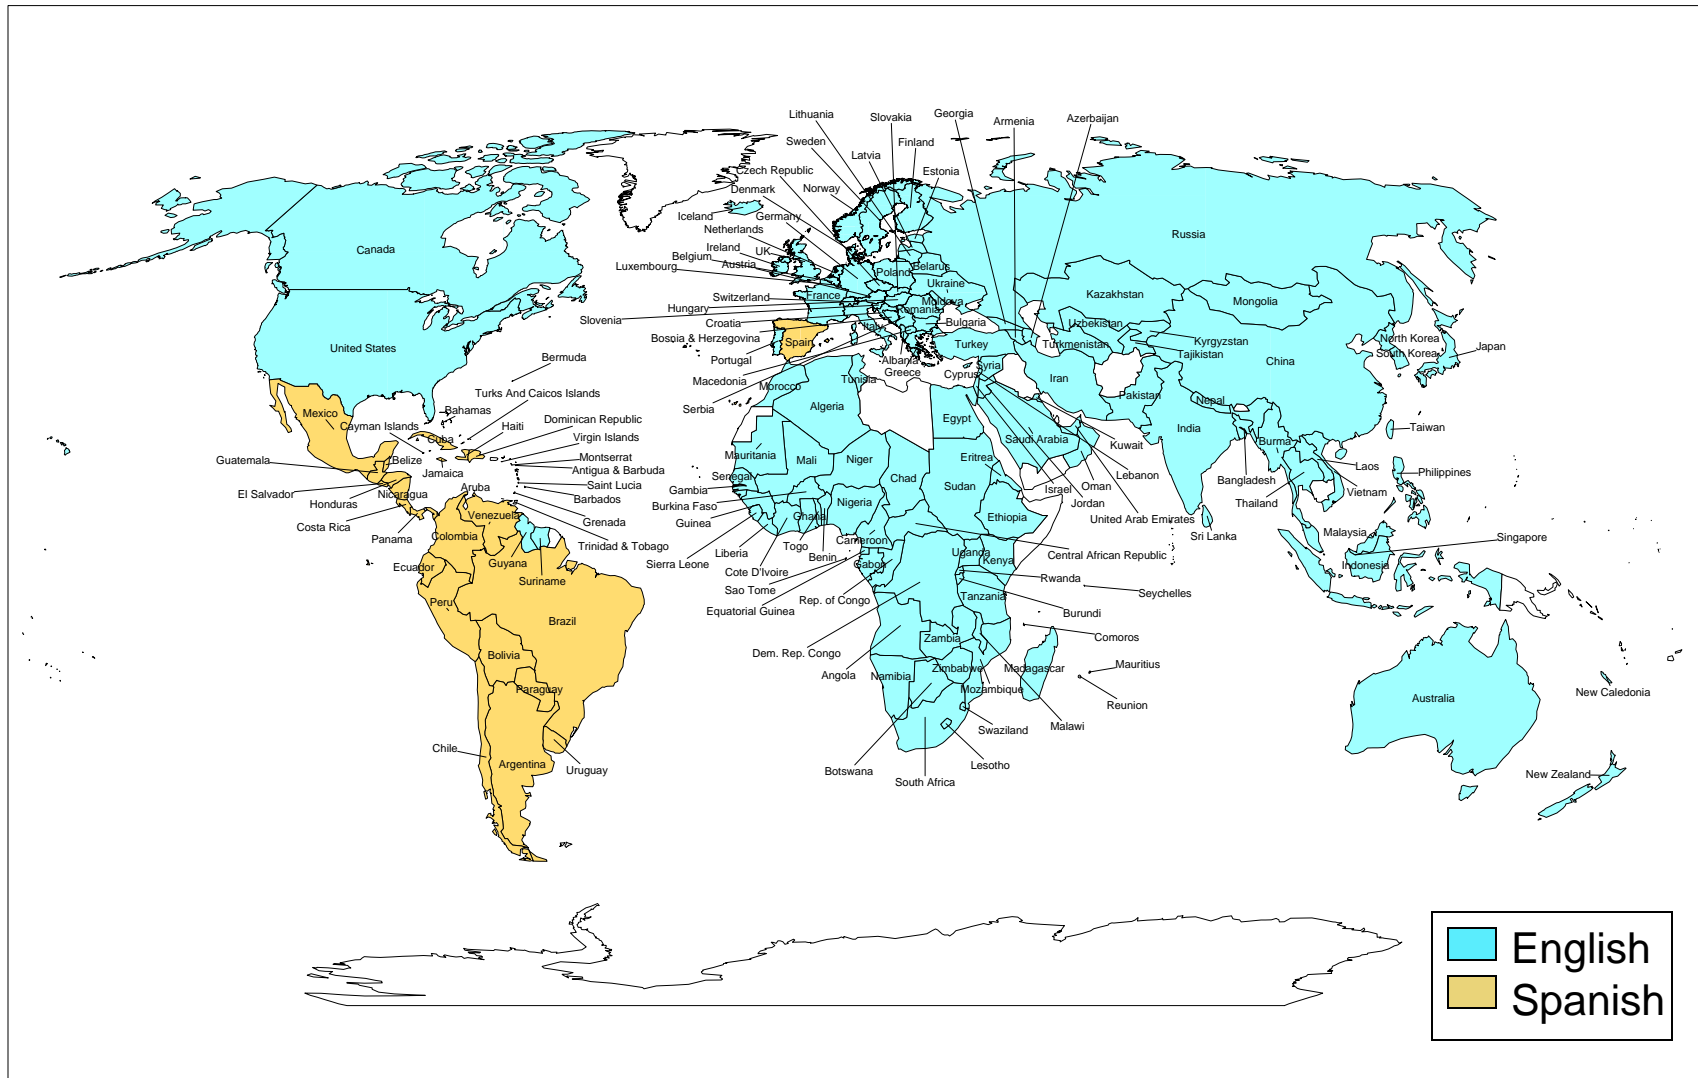 Lithuania
Slovakia
Georgia
Armenia
Azerbaijan
Sweden
Latvia
Finland
Czech Republic
Estonia
Denmark
Norway
Iceland
Germany
Netherlands
Ireland
UK
Belgium
Austria
Luxembourg
Poland
Belarus
Ukraine
Russia
Canada
Switzerland
France
Moldova
Kazakhstan
Mongolia
Hungary
Romania
Slovenia
Croatia
Italy
Bulgaria
Uzbekistan
Bosnia & Herzegovina
Spain
Turkey
Turkmenistan
Kyrgyzstan
North Korea
United States
Portugal
Albania
Tajikistan
South Korea
Japan
Bermuda
Macedonia
Greece
Cyprus
Syria
China
Tunisia
Iran
Morocco
Turks And Caicos Islands
Serbia
Algeria
Egypt
Pakistan
Nepal
Mexico
Bahamas
Cayman Islands
Haiti
Dominican Republic
India
Taiwan
Cuba
Virgin Islands
Saudi Arabia
Kuwait
Burma
Guatemala
Belize
Montserrat
Mauritania
Mali
Niger
Eritrea
Lebanon
Laos
Jamaica
Antigua & Barbuda
Senegal
Chad
Philippines
El Salvador
Aruba
Saint Lucia
Gambia
Sudan
Israel
Oman
Bangladesh
Vietnam
Honduras
Nicaragua
Barbados
Burkina Faso
Nigeria
Jordan
Thailand
Costa Rica
Venezuela
Grenada
Guinea
Ghana
Ethiopia
United Arab Emirates
Panama
Colombia
Trinidad & Tobago
Liberia
Togo
Benin
Cameroon
Sri Lanka
Malaysia
Singapore
Ecuador
Guyana
Sierra Leone
Cote D'Ivoire
Gabon
Uganda
Kenya
Central African Republic
Indonesia
Suriname
Sao Tome
Rwanda
Peru
Equatorial Guinea
Rep. of Congo
Tanzania
Burundi
Seychelles
Brazil
Bolivia
Dem. Rep. Congo
Zambia
Comoros
Angola
Namibia
Zimbabwe
Madagascar
Mauritius
Paraguay
Mozambique
Reunion
New Caledonia
Australia
Swaziland
Malawi
Chile
Argentina
Uruguay
Botswana
South Africa
Lesotho
New Zealand
English
Spanish